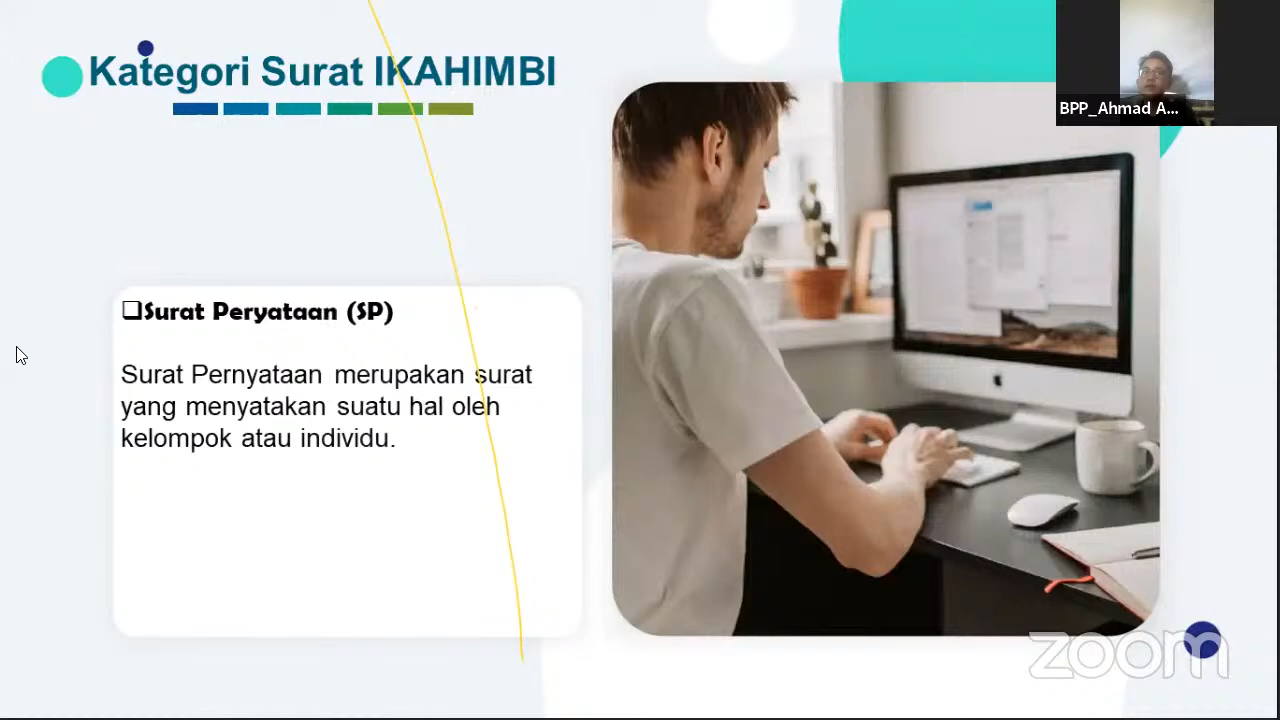 Kategori Surat IKAHIMBI
BPP_Ahmad A...
❑Surat Peryataan (SP)
Surat Pernyataan merupakan surat
yang menyatakan suatu hal oleh
kelompok atau individu.
zoom